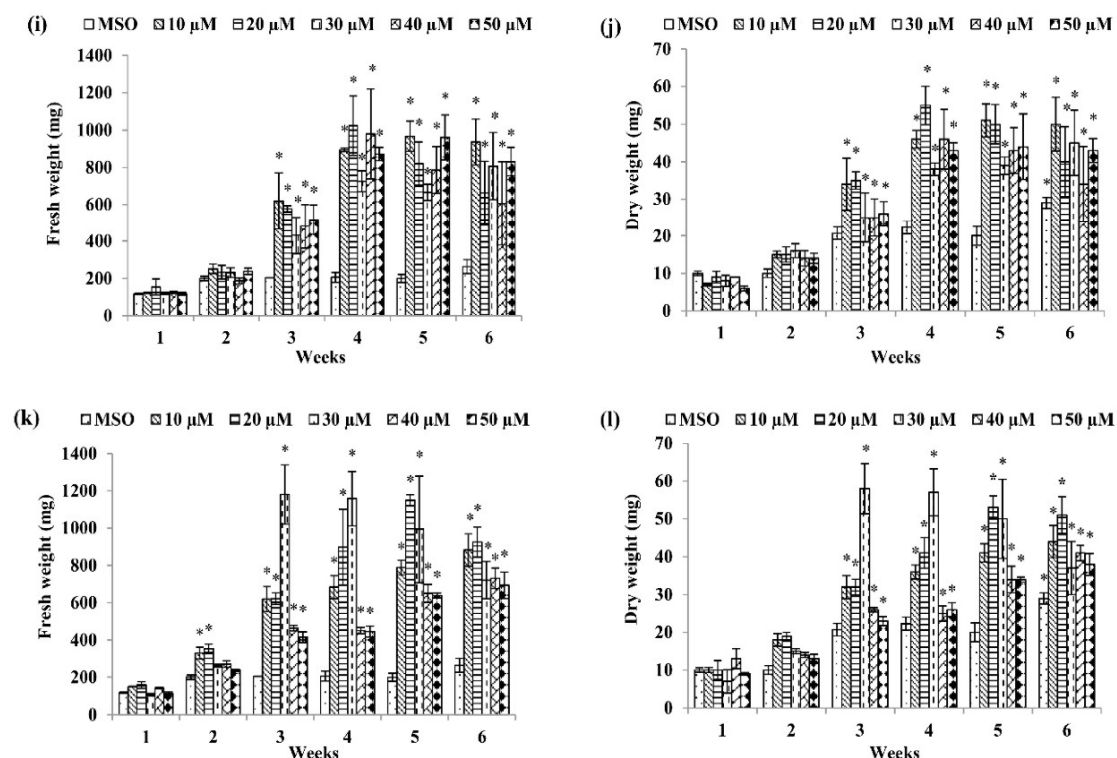 (i)
MSO 10 µM 20 µM 30 µM 40 µM 50 µM
Fresh weight (mg)
1400
1200
1000
800
600
400
200
0
* * * * * * * * * * * * * * * * * * * *
1 2 3 4 5 6
Weeks
(j)
MSO 10 µM 20 µM 30 µM 40 µM 50 µM
Dry weight (mg)
70
60
50
40
30
20
10
0
* * * * * * * * * * * * * * * * * * * * *
1 2 3 4 5 6
Weeks
(k)
MSO 10 µM 20 µM 30 µM 40 µM 50 µM
Fresh weight (mg)
1400
1200
1000
800
600
400
200
0
* * * * * * * * * * * * * * * * * * * * * *
1 2 3 4 5 6
Weeks
(l)
MSO 10 µM 20 µM 30 µM 40 µM 50 µM
Dry weight (mg)
70
60
50
40
30
20
10
0
* * * * * * * * * * * * * * * * * * * * *
1 2 3 4 5 6
Weeks